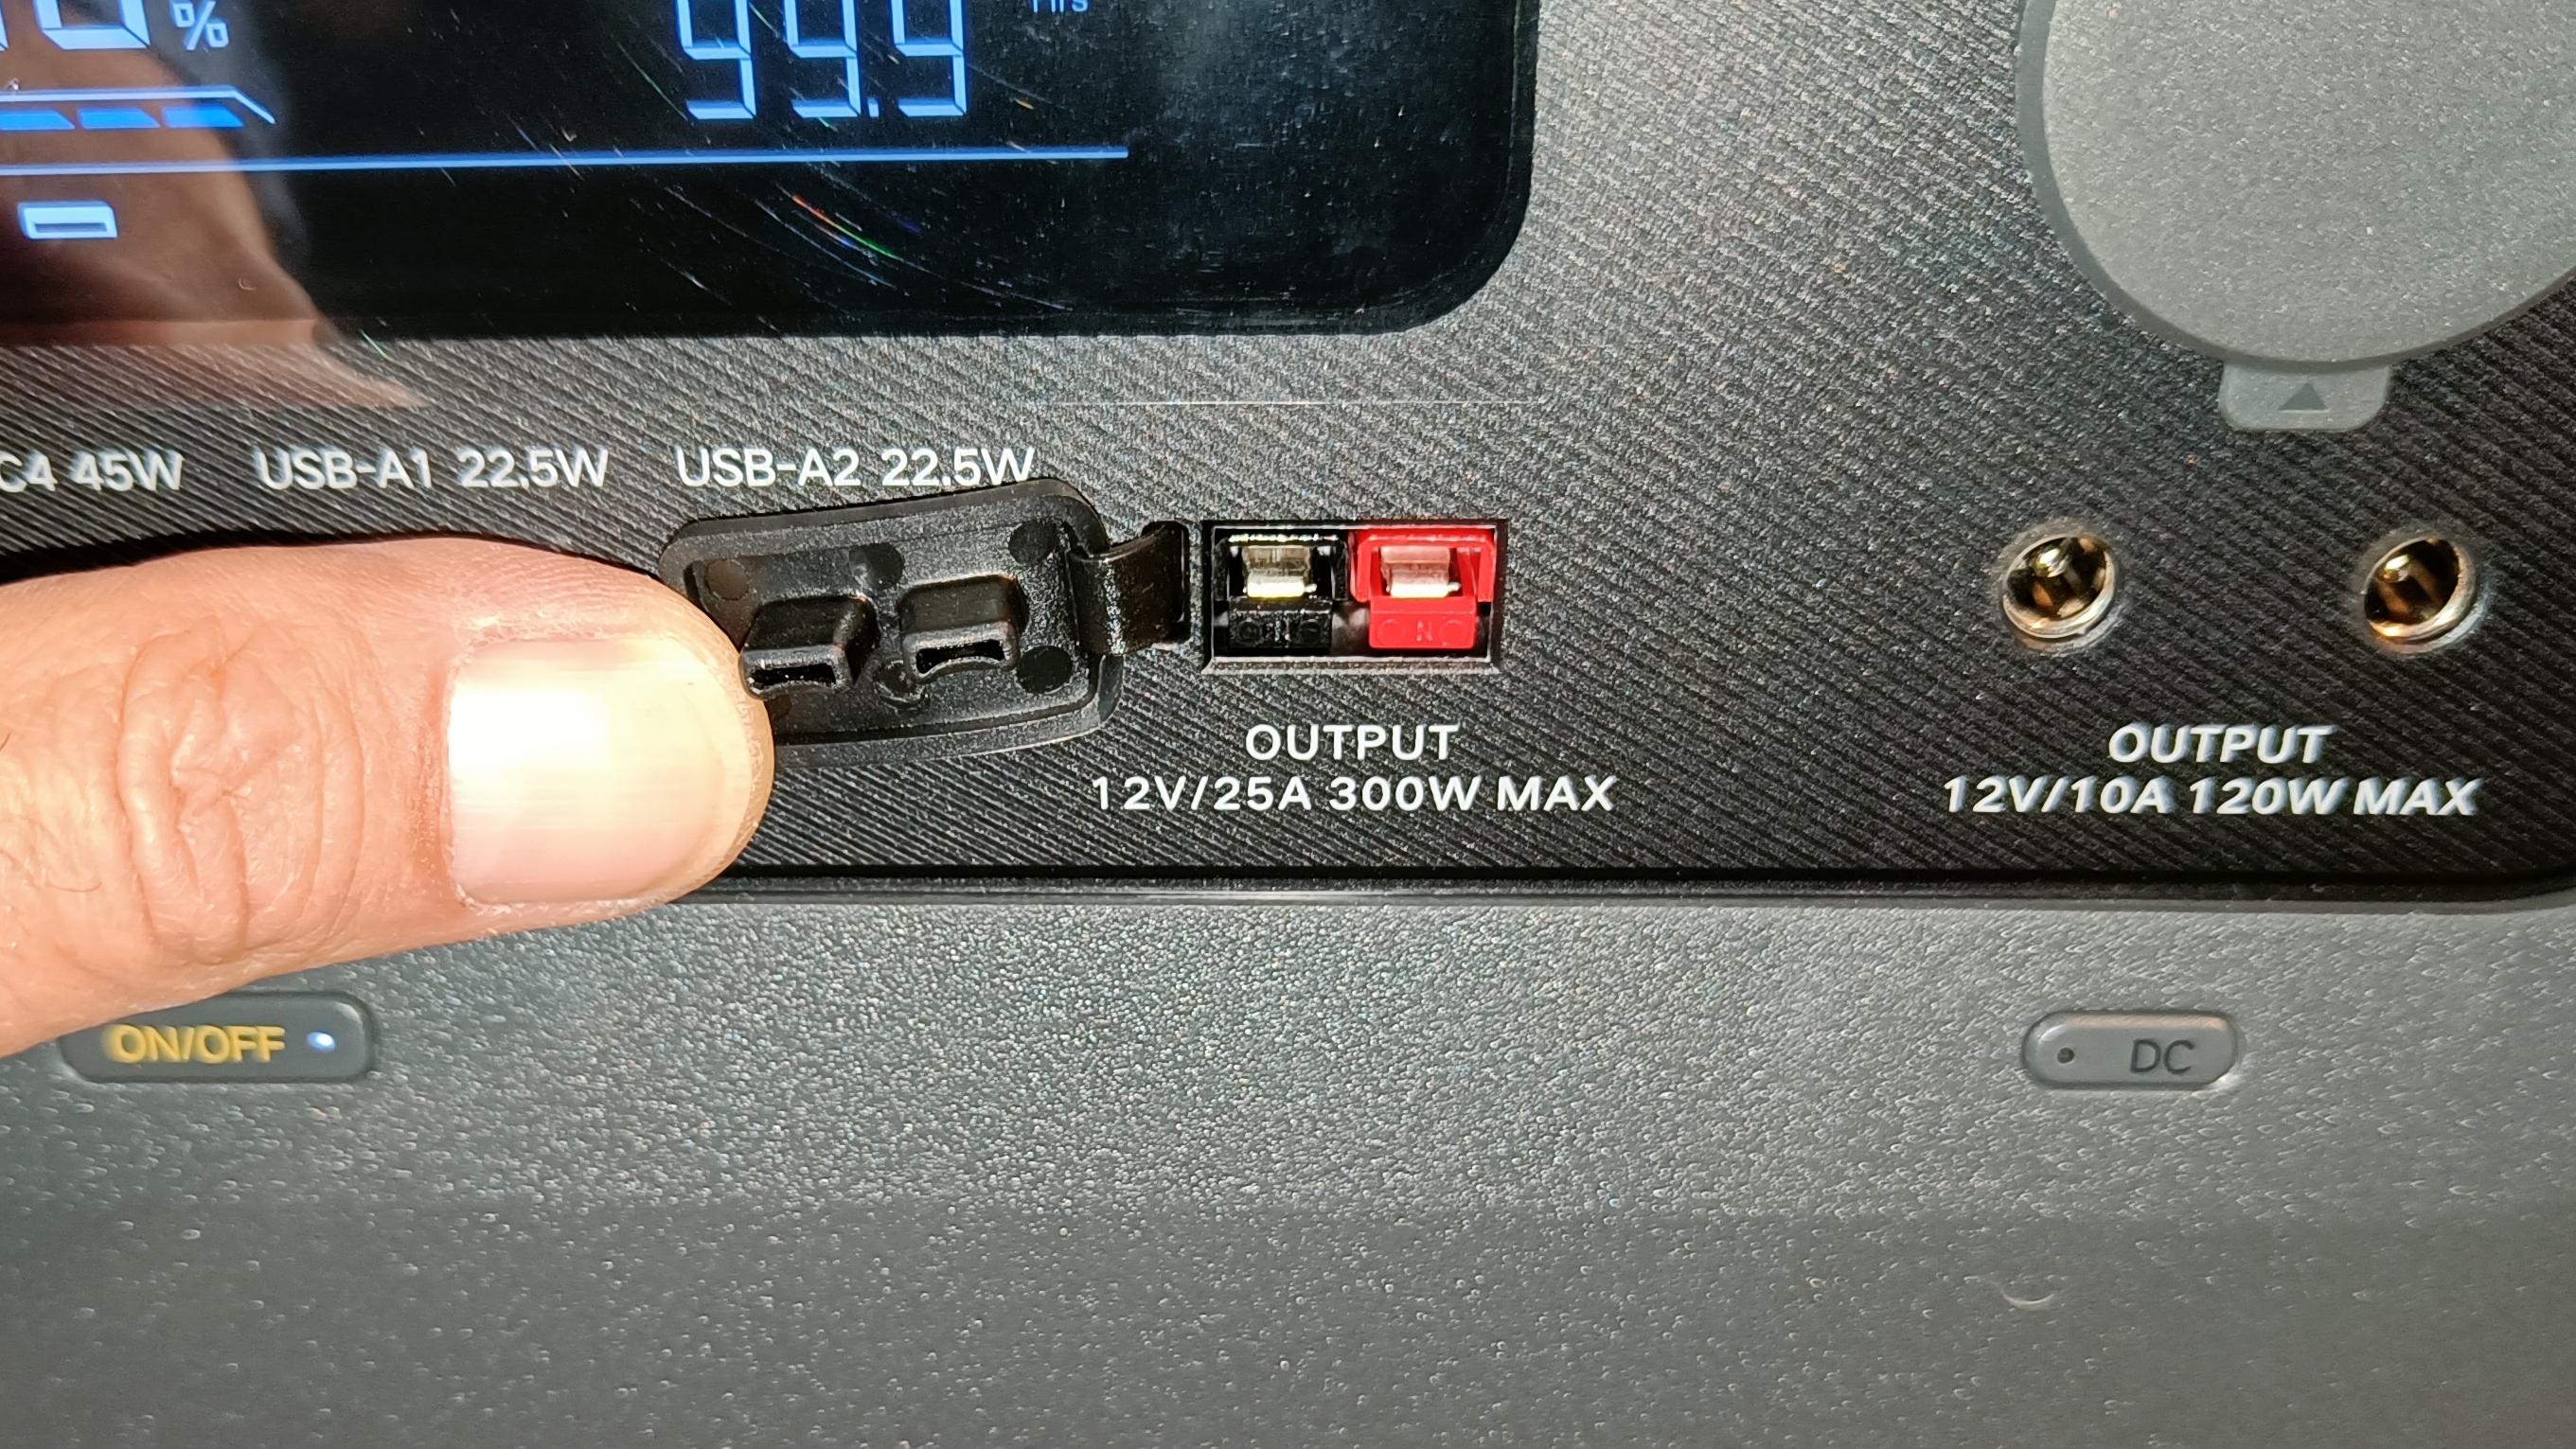 %
99.9
Hrs
C4 45W
USB-A1 22.5W
USB-A2 22.5W
OUTPUT
12V/25A 300W MAX
OUTPUT
12V/10A 120W MAX
ON/OFF
DC